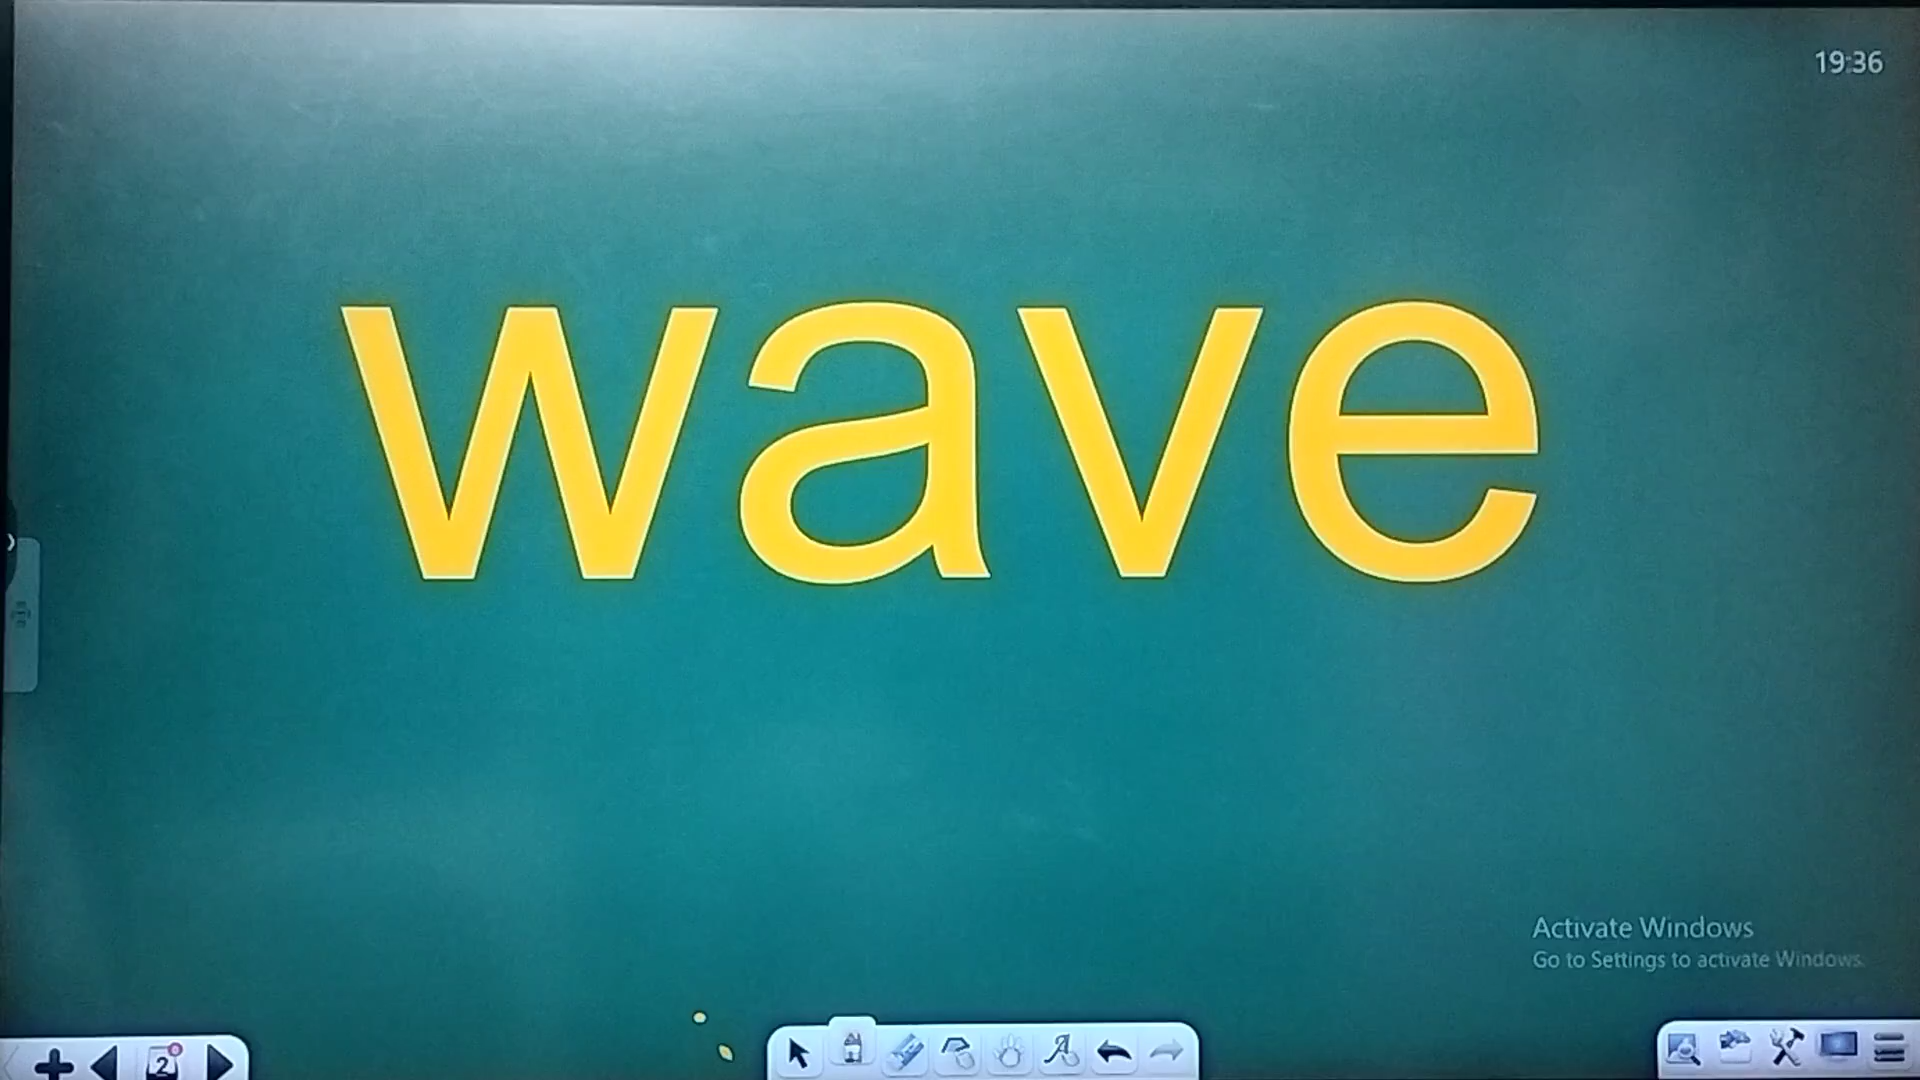 19:36
wave
Activate Windows
Go to Settings to activate Windows.
2